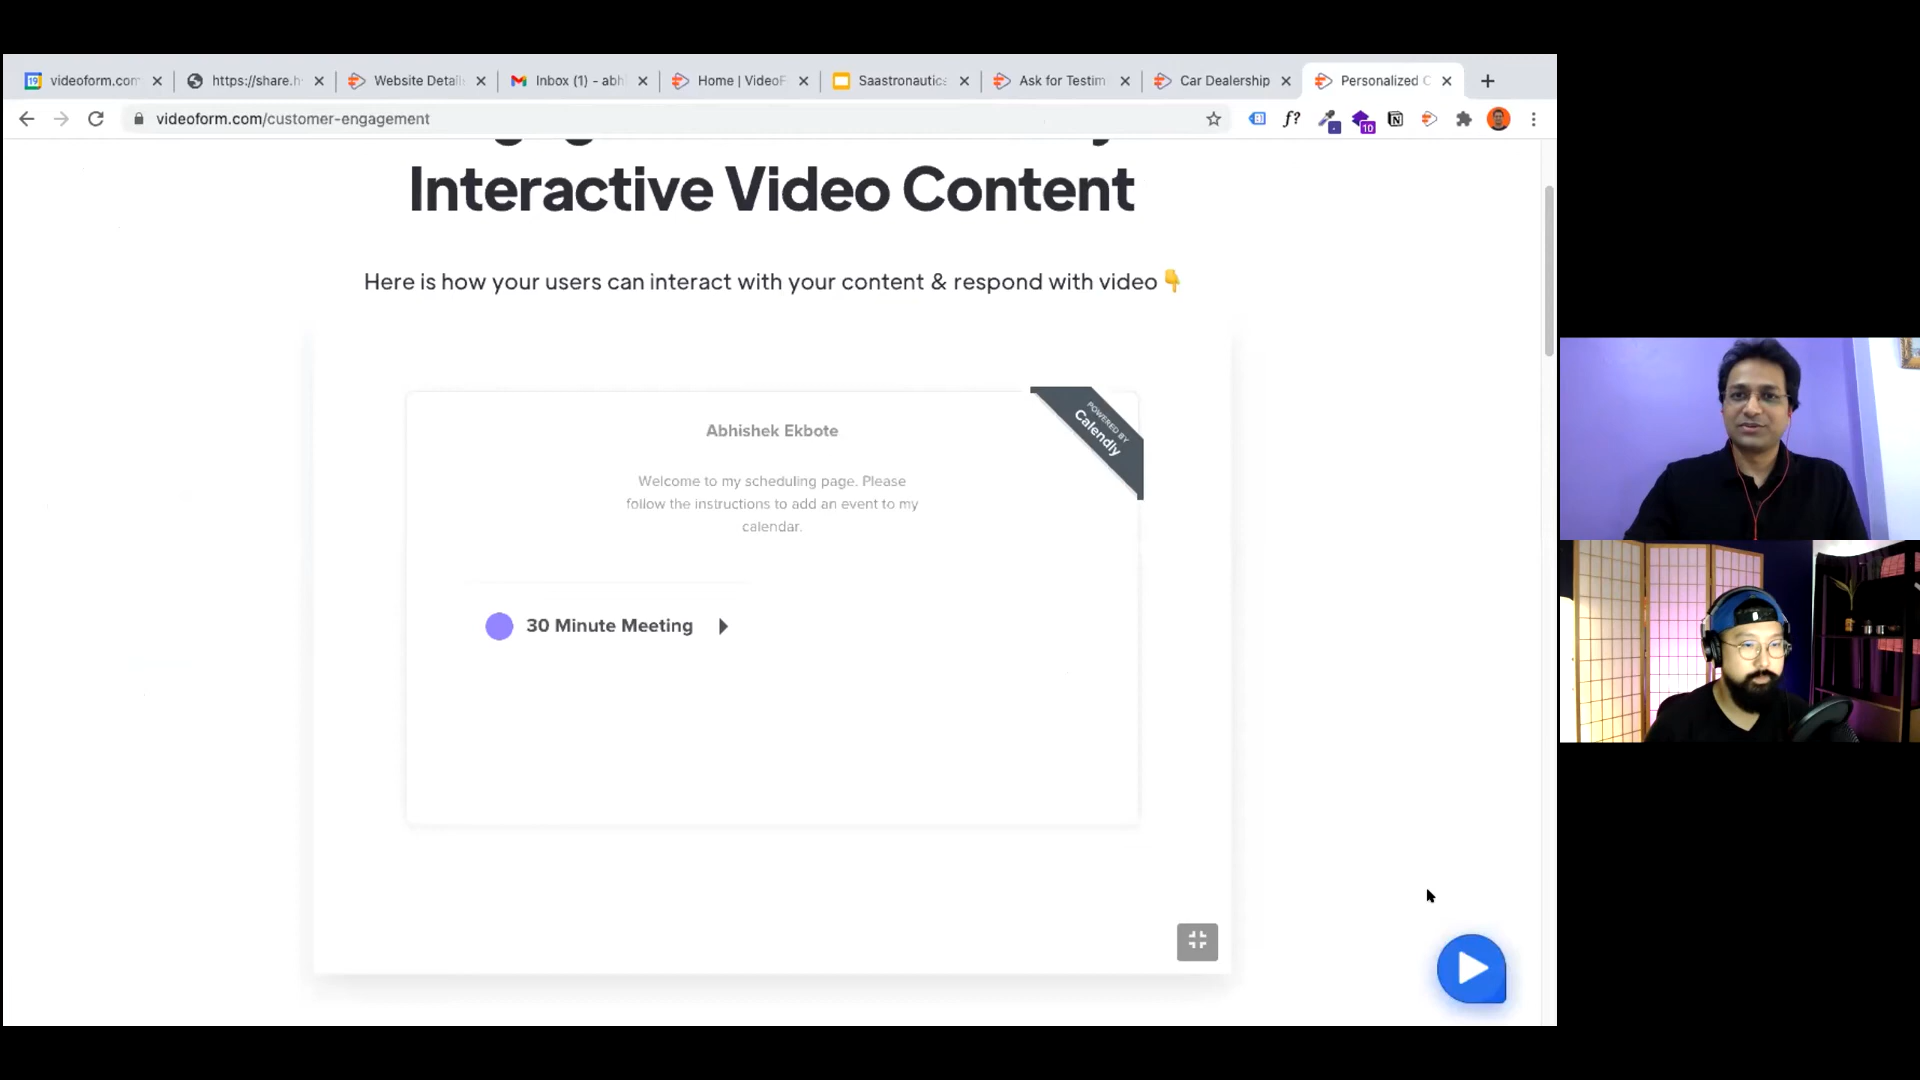 videoform.com
https://share.h
Website Details
Inbox (1) - abh
Home | VideoF
Saastronautics
Ask for Testim
Car Dealership
Personalized C
videoform.com/customer-engagement
10
Interactive Video Content
Here is how your users can interact with your content & respond with video👇
POWERED BY
Calendly
Abhishek Ekbote
Welcome to my scheduling page. Please
follow the instructions to add an event to my
calendar.
30 Minute Meeting